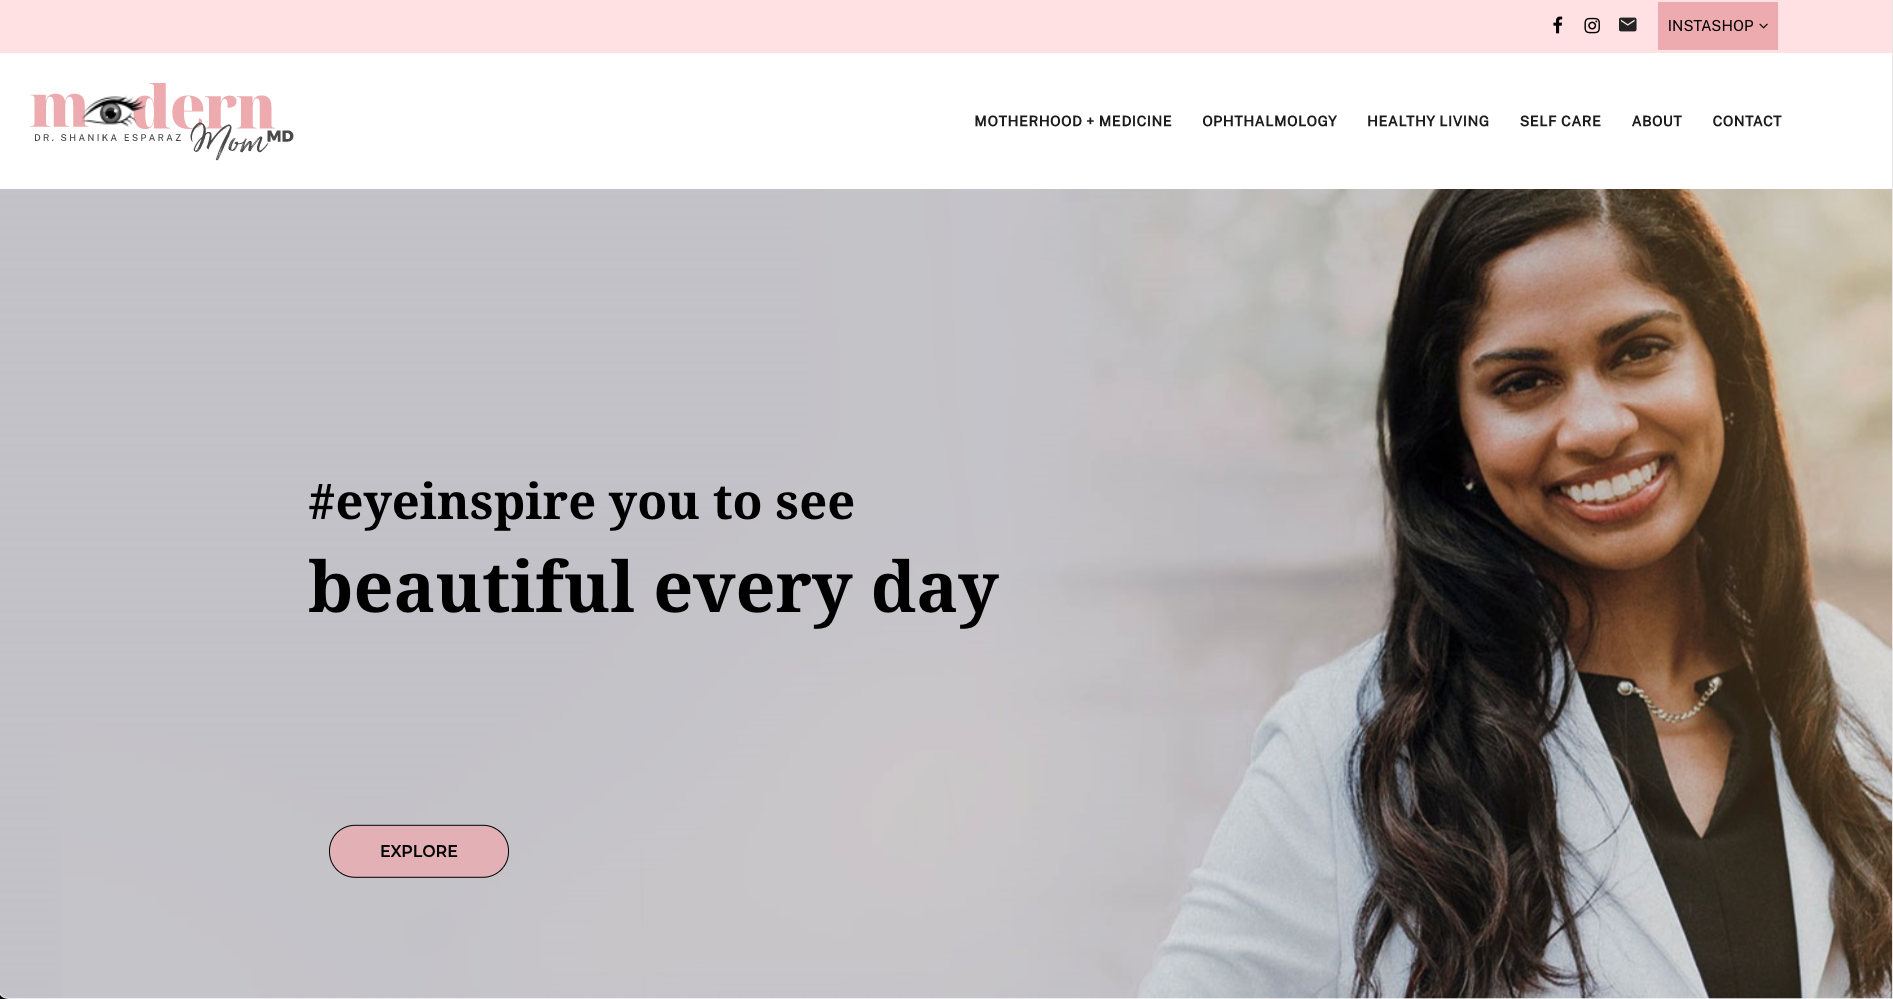 INSTASHOP
modern
DR. SHANIKA ESPARAZ Mom MD
MOTHERHOOD + MEDICINE OPHTHALMOLOGY HEALTHY LIVING SELF CARE ABOUT CONTACT
#eyeinspire you to see
beautiful every day
EXPLORE